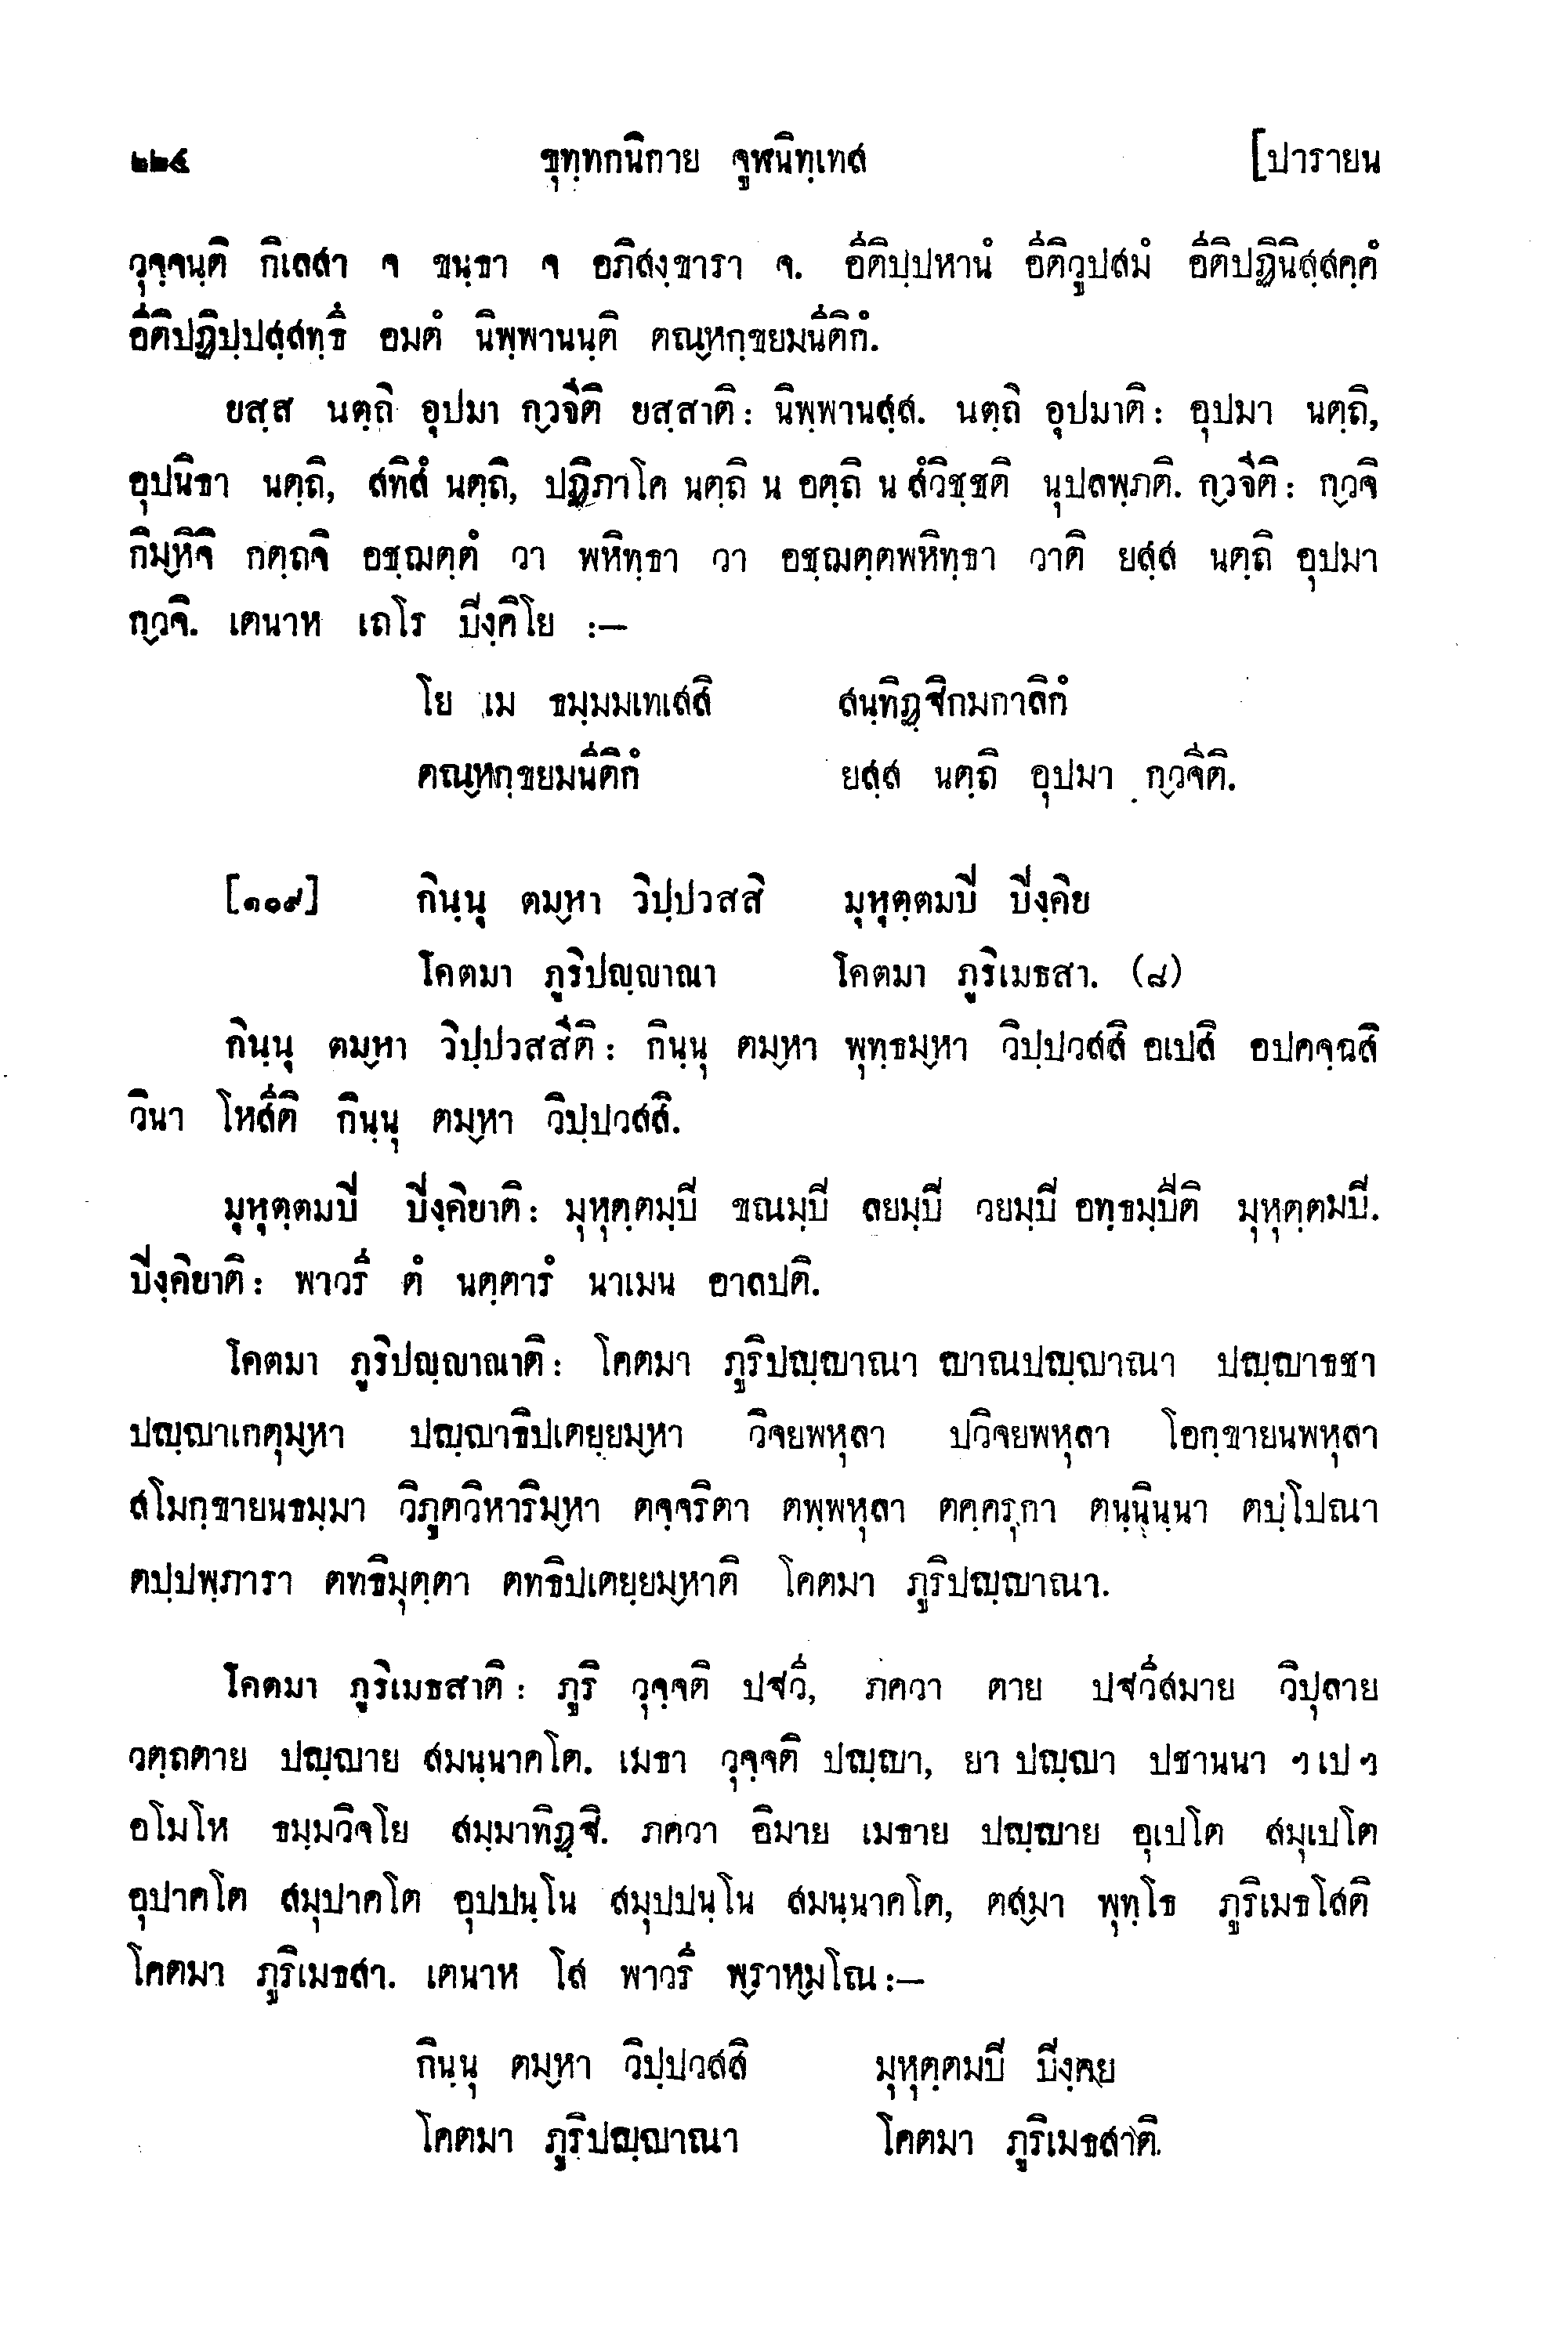 ๒๒๔ ขุทฺทกนิกาย จูฬนิทฺเทส [ปารายน
วุจฺจนฺติ กิเลสา จ ขนฺธา จ อภิสงฺขารา จ. อีติปฺปหานํ อีติวูปสมํ อีติปฏินิสฺสคฺคํ
อีติปฏิปฺปสฺสทฺธึ อมตํ นิพฺพานนฺติ ตณฺหกฺขยมนีติกํ.
ยสฺส นตฺถิ อุปมา กฺวจีติ ยสฺสาติ: นิพฺพานสฺส. นตฺถิ อุปมาติ: อุปมา นตฺถิ,
อุปนิธา นตฺถิ, สทิสํ นตฺถิ, ปฏิภาโค นตฺถิ น อตฺถิ น สํวิชฺชติ นุปลพฺภติ. กฺวจีติ: กฺวจิ
กิมฺหิจิ กตฺถจิ อชฺฌตฺตํ วา พหิทฺธา วา อชฺฌตฺตพหิทฺธา วาติ ยสฺส นตฺถิ อุปมา
กฺวจิ. เตนาห เถโร ปิงฺคิโย :—
โย เม ธมฺมมเทเสสิ สนฺทิฏฺฐิกมกาลิกํ
ตณฺหกฺขยมนีติกํ ยสฺส นตฺถิ อุปมา กฺวจีติ.
[๑๐๙] กินฺนุ ตมฺหา วิปฺปวสสิ มุหุตฺตมปิ ปิงฺคิย
โคตมา ภูริปญฺญาณา โคตมา ภูริเมธสา. (๘)
กินฺนุ ตมฺหา วิปฺปวสสีติ: กินฺนุ ตมฺหา พุทฺธมฺหา วิปฺปวสสิ อเปสิ อปคจฺฉสิ
วินา โหสีติ กินฺนุ ตมฺหา วิปฺปวสสิ.
มุหุตฺตมปิ ปิงฺคิยาติ: มุหุตฺตมฺปิ ขณมฺปิ ลยมฺปิ วยมฺปิ อทฺธมฺปีติ มุหุตฺตมปิ.
ปิงฺคิยาติ: พาวรี ตํ นตฺตารํ นาเมน อาลปติ.
โคตมา ภูริปญฺญาณาติ: โคตมา ภูริปญฺญาณา ญาณปญฺญาณา ปญฺญาธชา
ปญฺญาเกตุมฺหา ปญฺญาธิปเตยฺยมฺหา วิจยพหุลา ปวิจยพหุลา โอกฺขายนพหุลา
สโมกฺขายนธมฺมา วิภูตวิหาริมฺหา ตจฺจริตา ตพฺพหุลา ตคฺครุกา ตนฺนินฺนา ตปฺโปณา
ตปฺปพฺภารา ตทธิมุตฺตา ตทธิปเตยฺยมฺหาติ โคตมา ภูริปญฺญาณา.
โคตมา ภูริเมธสาติ: ภูริ วุจฺจติ ปฐวี, ภควา ตาย ปฐวีสมาย วิปุลาย
วิตฺถตาย ปญฺญาย สมนฺนาคโต. เมธา วุจฺจติ ปญฺญา, ยา ปญฺญา ปชานนา ฯ เป ฯ
อโมโห ธมฺมวิจโย สมฺมาทิฏฺฐิ. ภควา อิมาย เมธาย ปญฺญาย อุเปโต สมุเปโต
อุปาคโต สมุปาคโต อุปปนฺโน สมุปปนฺโน สมนฺนาคโต, ตสฺมา พุทฺโธ ภูริเมธโสติ
โคตมา ภูริเมธสา. เตนาห โส พาวรี พฺราหฺมโณ :—
กินฺนุ ตมฺหา วิปฺปวสสิ มุหุตฺตมปิ ปิงฺคิย
โคตมา ภูริปญฺญาณา โคตมา ภูริเมธสาติ.